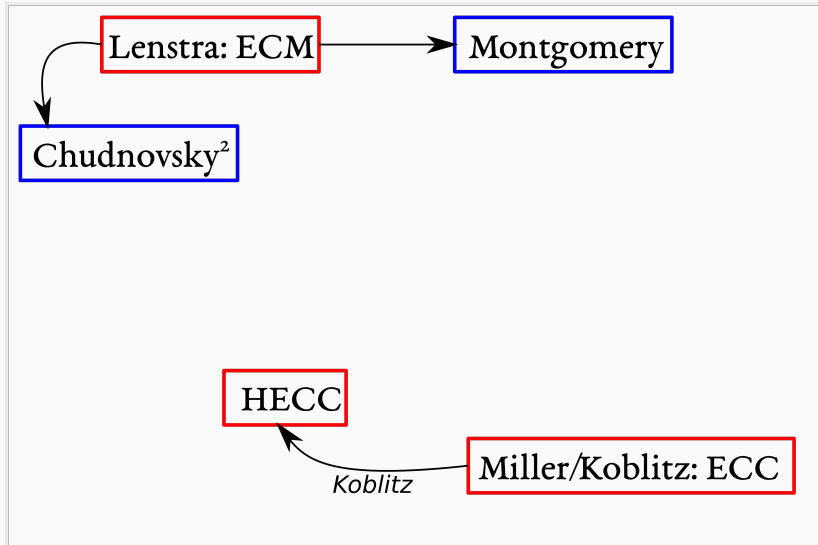 Lenstra: ECM
Montgomery
Chudnovsky²
HECC
Miller/Koblitz: ECC
Koblitz